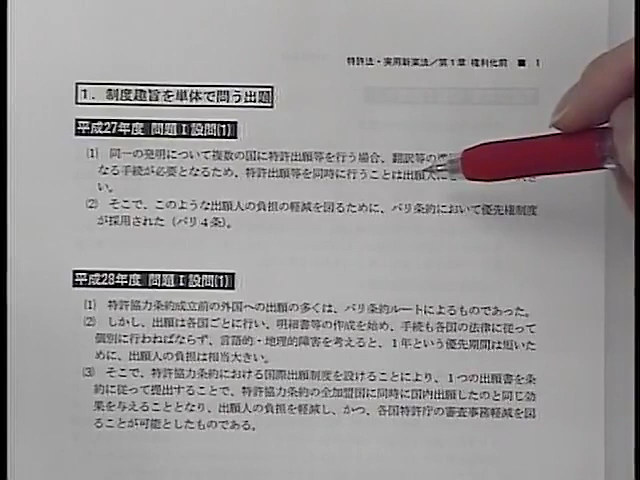 特許法・実用新案法／第1章 権利化前 ■ 1
1．制度趣旨を単体で問う出題
平成27年度 問題Ⅰ設問(1)
(1) 同一の発明について複数の国に特許出願等を行う場合、翻訳等の
なる手続が必要となるため、特許出願等を同時に行うことは出願人に
い。
(2) そこで、このような出願人の負担の軽減を図るために、パリ条約において優先権制度
が採用された（パリ4条）。
平成28年度 問題Ⅰ設問(1)
(1) 特許協力条約成立前の外国への出願の多くは、パリ条約ルートによるものであった。
(2) しかし、出願は各国ごとに行い、明細書等の作成を始め、手続も各国の法律に従って
個別に行わねばならず、言語的・地理的障害を考えると、1年という優先期間は短いた
めに、出願人の負担は相当大きい。
(3) そこで、特許協力条約における国際出願制度を設けることにより、1つの出願書を条
約に従って提出することで、特許協力条約の全加盟国に同時に国内出願したのと同じ効
果を与えることとなり、出願人の負担を軽減し、かつ、各国特許庁の審査事務軽減を図
ることが可能としたものである。